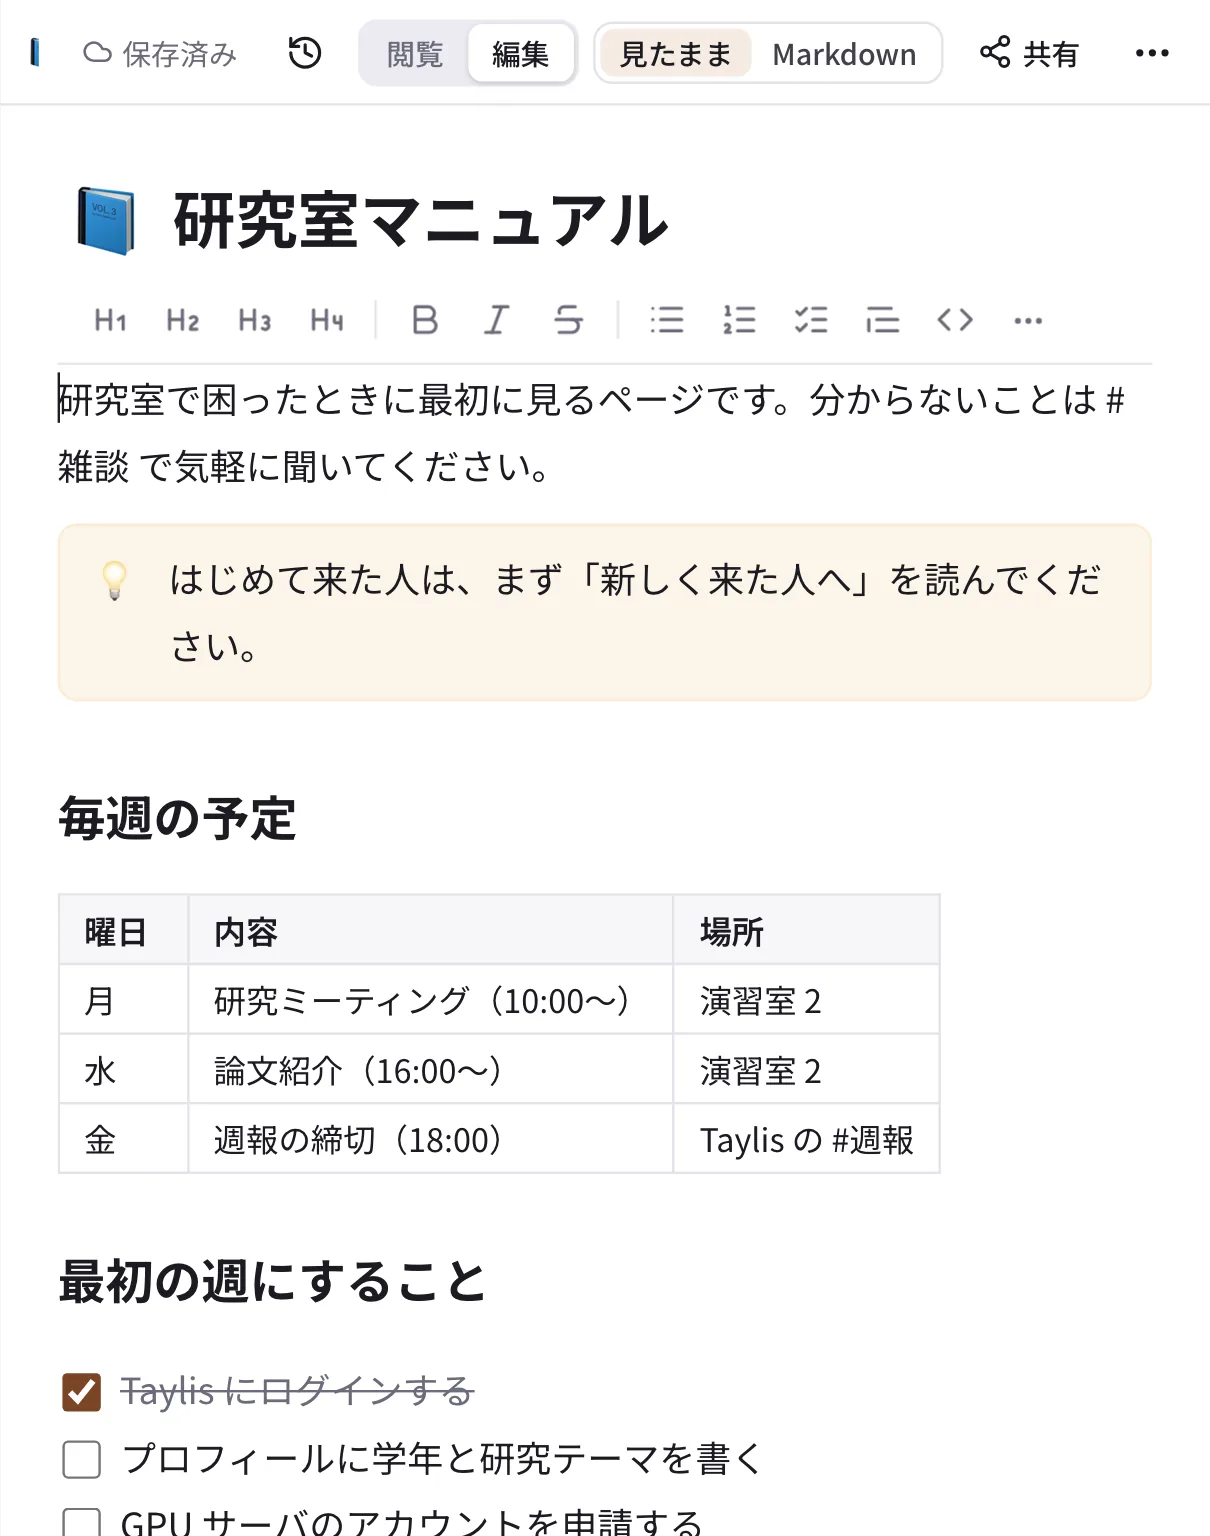 保存済み
閲覧 編集
見たまま Markdown
共有
VOL. 3
研究室マニュアル
H1 H2 H3 H4 B I S
研究室で困ったときに最初に見るページです。分からないことは #
雑談 で気軽に聞いてください。
はじめて来た人は、まず「新しく来た人へ」を読んでくだ
さい。
毎週の予定
曜日 内容 場所
月 研究ミーティング（10:00〜） 演習室 2
水 論文紹介（16:00〜） 演習室 2
金 週報の締切（18:00） Taylis の #週報
最初の週にすること
Taylis にログインする
プロフィールに学年と研究テーマを書く
GPU サーバのアカウントを申請する